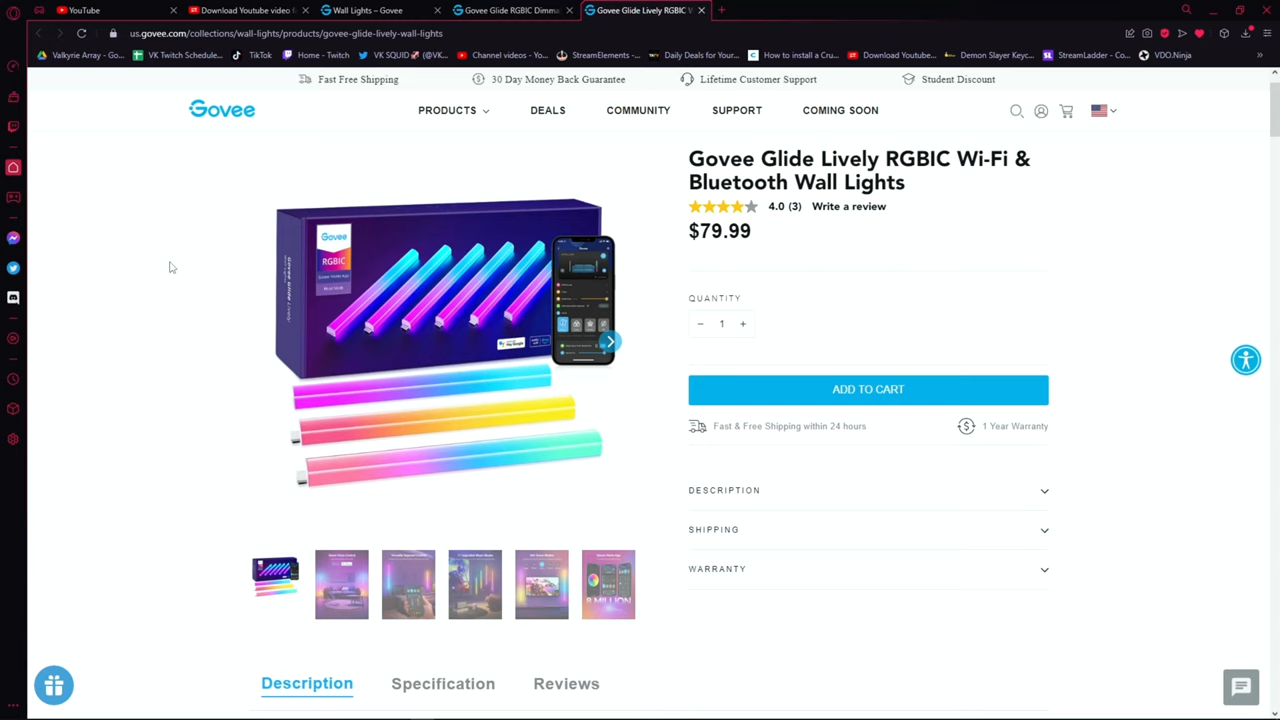 YouTube
Download Youtube video
Wall Lights – Govee
Govee Glide RGBIC Dimma
Govee Glide Lively RGBIC W
us.govee.com/collections/wall-lights/products/govee-glide-lively-wall-lights
Valkyrie Array - Go...
VK Twitch Schedule...
TikTok
Home - Twitch
VK SQUID 🚀 (@VK...
Channel videos - Yo...
StreamElements - ...
Daily Deals for Your...
How to install a Cru...
Download Youtube...
Demon Slayer Keyc...
StreamLadder - Co...
VDO.Ninja
Fast Free Shipping
30 Day Money Back Guarantee
Lifetime Customer Support
Student Discount
Govee
PRODUCTS
DEALS
COMMUNITY
SUPPORT
COMING SOON
Govee Glide Lively RGBIC Wi-Fi &
Bluetooth Wall Lights
4.0 (3) Write a review
$79.99
QUANTITY
− 1 +
ADD TO CART
Fast & Free Shipping within 24 hours
1 Year Warranty
DESCRIPTION
SHIPPING
WARRANTY
Govee
RGBIC
8 MILLION
Description
Specification
Reviews